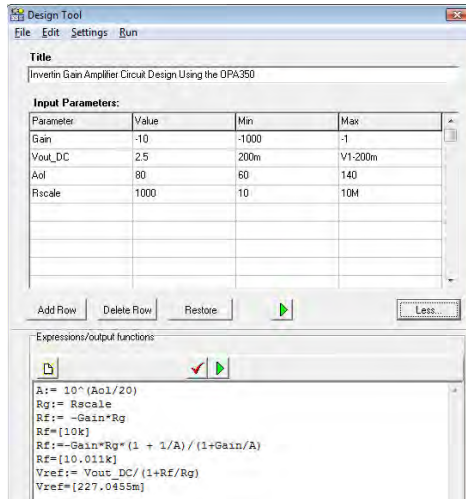 Design Tool
File Edit Settings Run
Title
Invertin Gain Amplifier Circuit Design Using the OPA350
Input Parameters:
Parameter Value Min Max
Gain -10 -1000 -1
Vout_DC 2.5 200m V1-200m
Aol 80 60 140
Rscale 1000 10 10M
Add Row Delete Row Restore Less...
Expressions/output functions
A:= 10^(Aol/20)
Rg:= Rscale
Rf:= -Gain*Rg
Rf=[10k]
Rf:=-Gain*Rg*(1 + 1/A)/(1+Gain/A)
Rf=[10.011k]
Vref:= Vout_DC/(1+Rf/Rg)
Vref=[227.0455m]